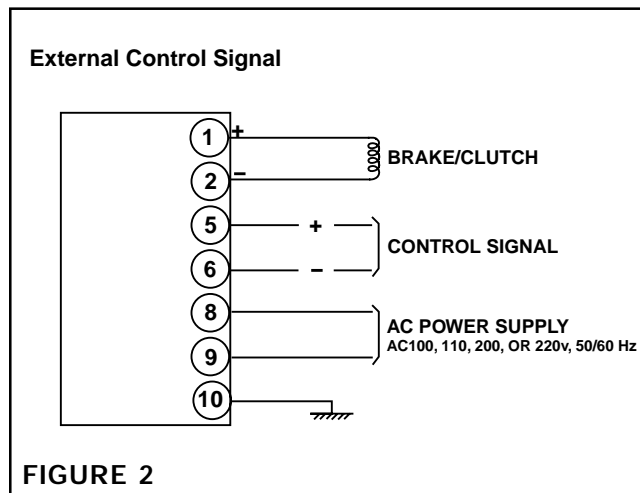 External Control Signal
1 +
BRAKE/CLUTCH
2 −
5 +
CONTROL SIGNAL
6 −
8
AC POWER SUPPLY
AC100, 110, 200, OR 220v, 50/60 Hz
9
10
FIGURE 2